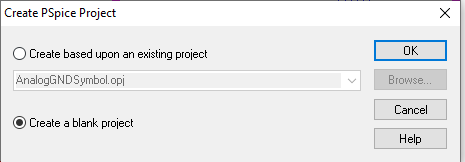 Create PSpice Project
Create based upon an existing project
OK
AnalogGNDSymbol.opj
Browse...
Create a blank project
Cancel
Help